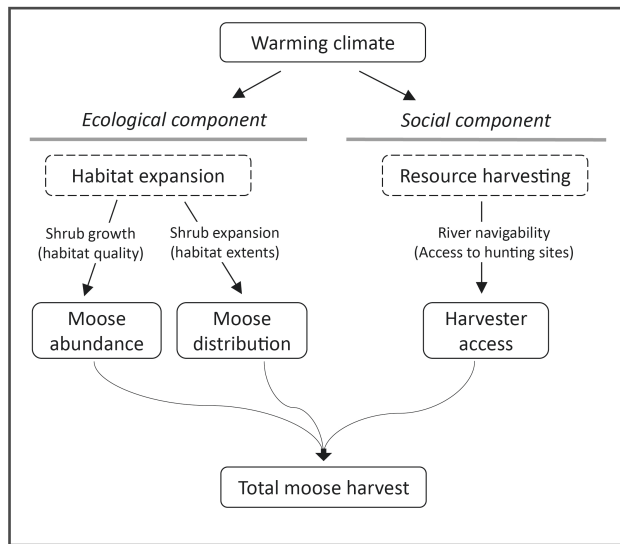 Warming climate
Ecological component
Social component
Habitat expansion
Resource harvesting
Shrub growth
(habitat quality)
Shrub expansion
(habitat extents)
River navigability
(Access to hunting sites)
Moose
abundance
Moose
distribution
Harvester
access
Total moose harvest